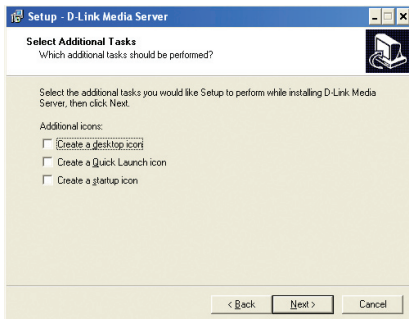 Setup - D-Link Media Server
Select Additional Tasks
Which additional tasks should be performed?
Select the additional tasks you would like Setup to perform while installing D-Link Media
Server, then click Next.
Additional icons:
Create a desktop icon
Create a Quick Launch icon
Create a startup icon
< Back Next > Cancel